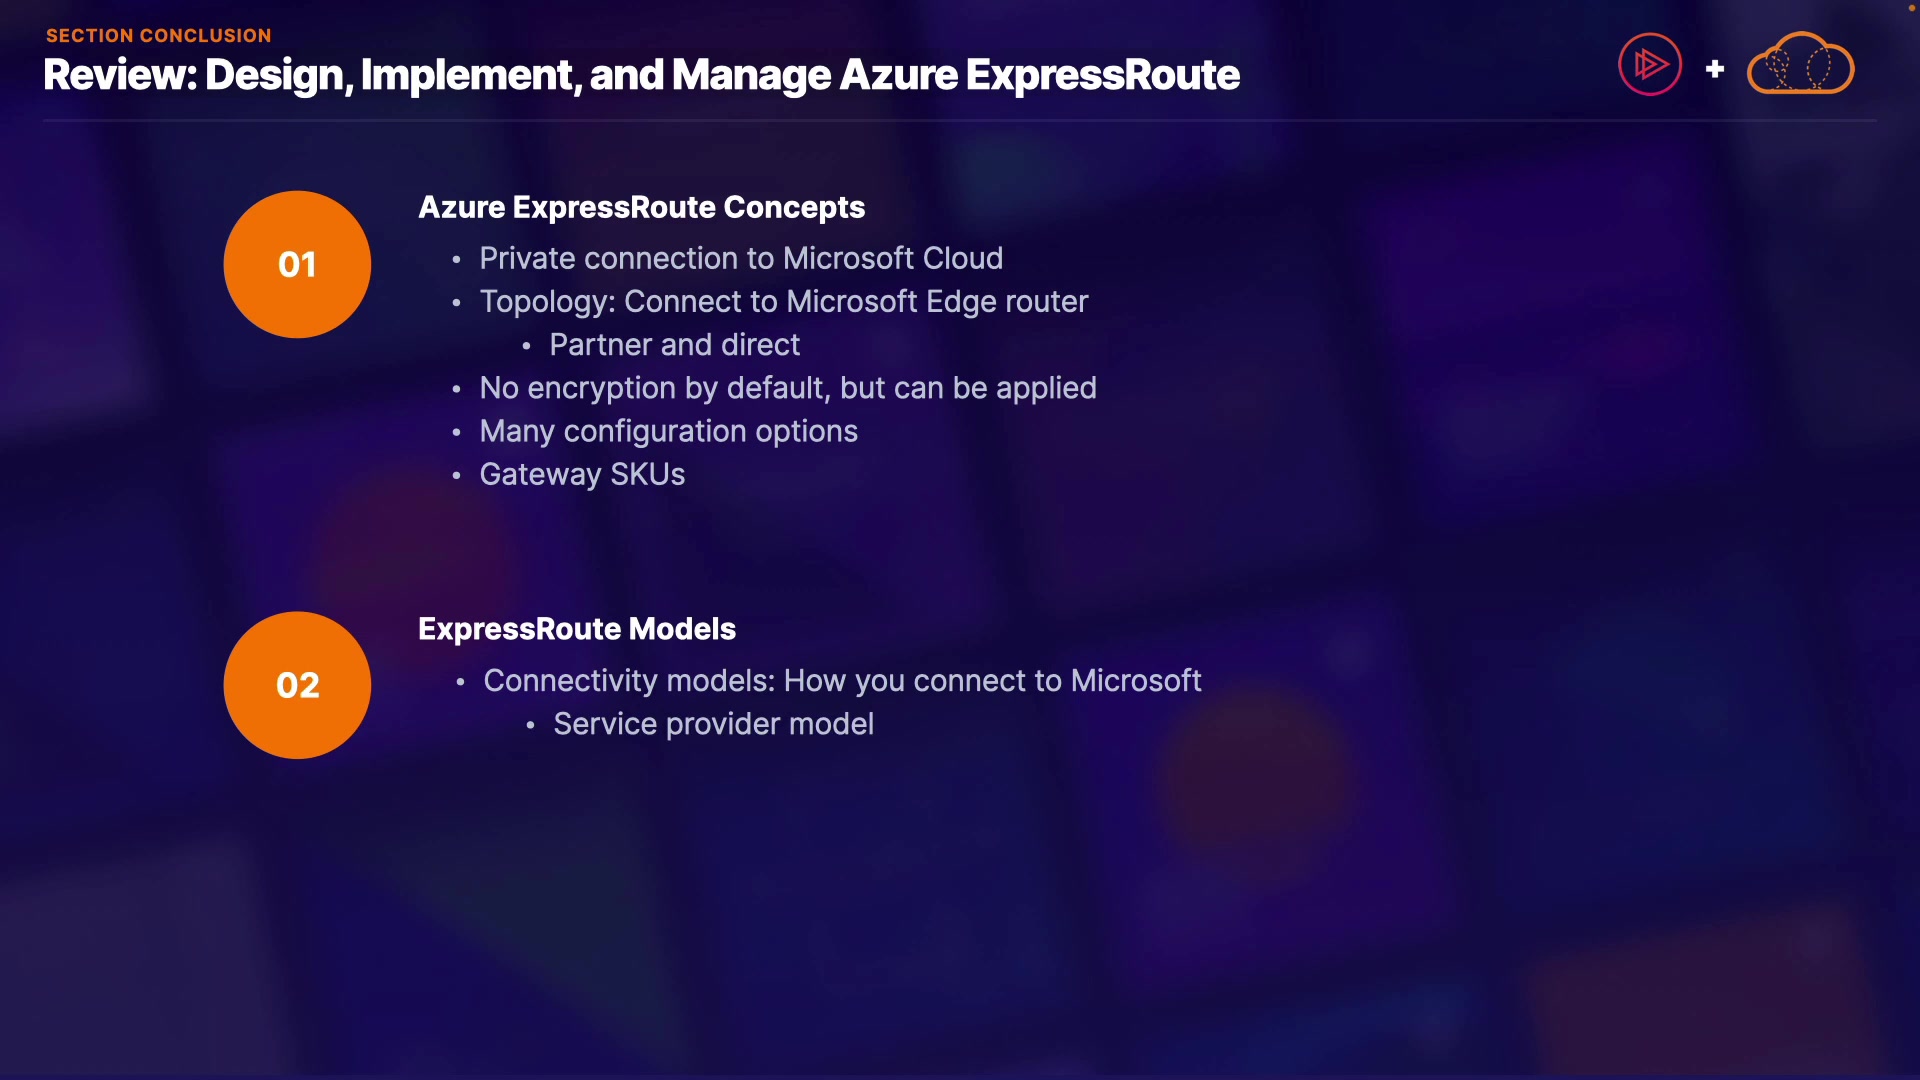 SECTION CONCLUSION
Review: Design, Implement, and Manage Azure ExpressRoute
+
01
Azure ExpressRoute Concepts
• Private connection to Microsoft Cloud
• Topology: Connect to Microsoft Edge router
• Partner and direct
• No encryption by default, but can be applied
• Many configuration options
• Gateway SKUs
02
ExpressRoute Models
• Connectivity models: How you connect to Microsoft
• Service provider model